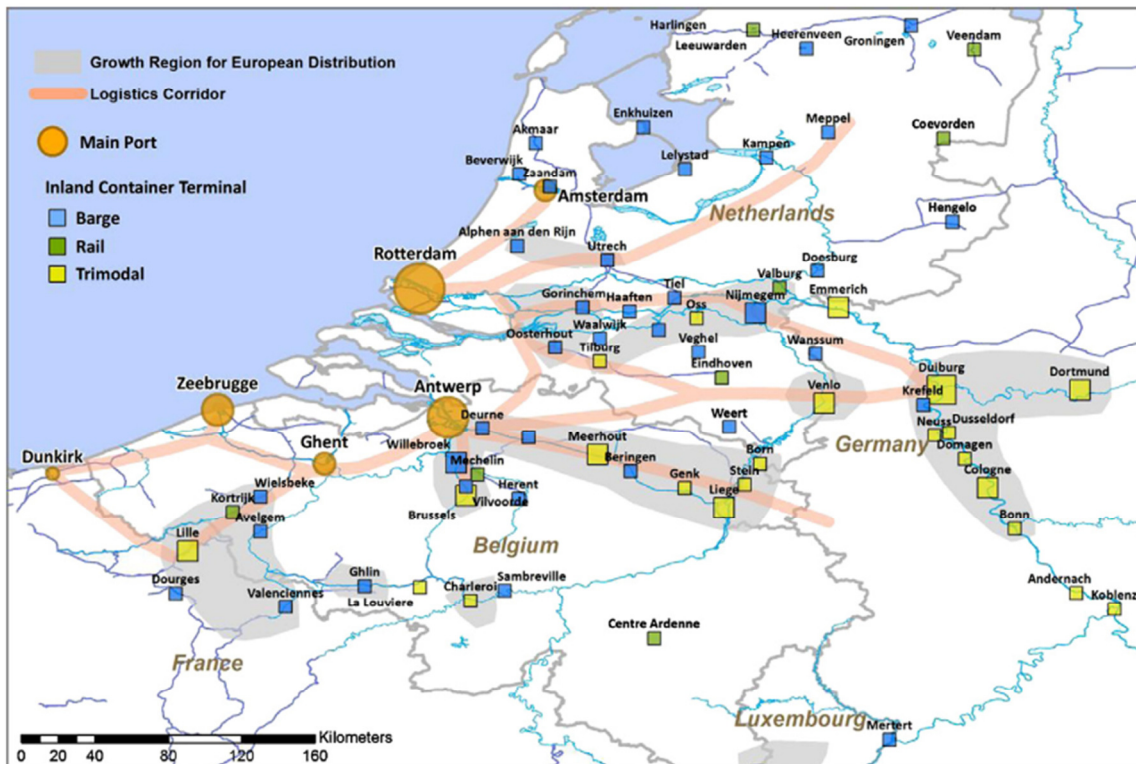 Growth Region for European Distribution
Logistics Corridor
Main Port
Inland Container Terminal
Barge
Rail
Trimodal
Harlingen
Leeuwarden
Heerenveen
Groningen
Veendam
Enkhuizen
Akmaar
Meppel
Coevorden
Beverwijk
Zaandam
Lelystad
Kampen
Amsterdam
Netherlands
Hengelo
Alphen aan den Rijn
Utrech
Rotterdam
Doesburg
Valburg
Tiel
Emmerich
Gorinchem
Haaften
Oss
Nijmegem
Waalwijk
Oosterhout
Tilburg
Veghel
Wanssum
Eindhoven
Zeebrugge
Antwerp
Venlo
Duiburg
Dortmund
Krefeld
Deurne
Weert
Neuss
Dusseldorf
Germany
Domagen
Ghent
Willebroek
Meerhout
Born
Dunkirk
Mechelin
Beringen
Genk
Stein
Cologne
Wielsbeke
Herent
Kortrijk
Vilvoorde
Liege
Avelgem
Brussels
Bonn
Lille
Belgium
Ghlin
Charleroi
Sambreville
Dourges
Valenciennes
La Louviere
Andernach
Koblenz
Centre Ardenne
France
Luxembourg
Mertert
Kilometers
0 10 20 40 80 120 160